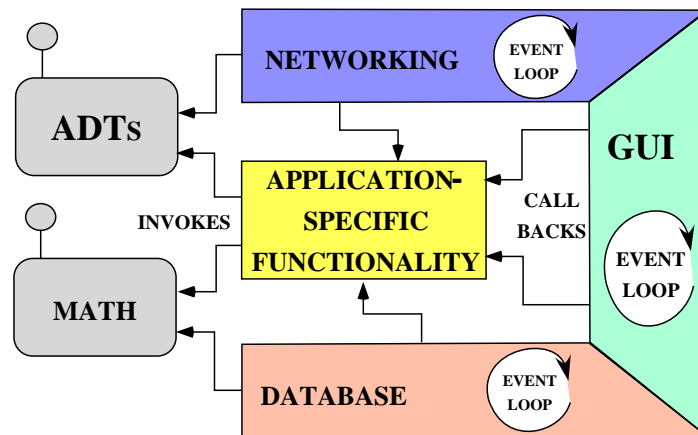 NETWORKING
EVENT
LOOP
ADTs
GUI
APPLICATION-
SPECIFIC
FUNCTIONALITY
INVOKES
CALL
BACKS
EVENT
LOOP
MATH
DATABASE
EVENT
LOOP